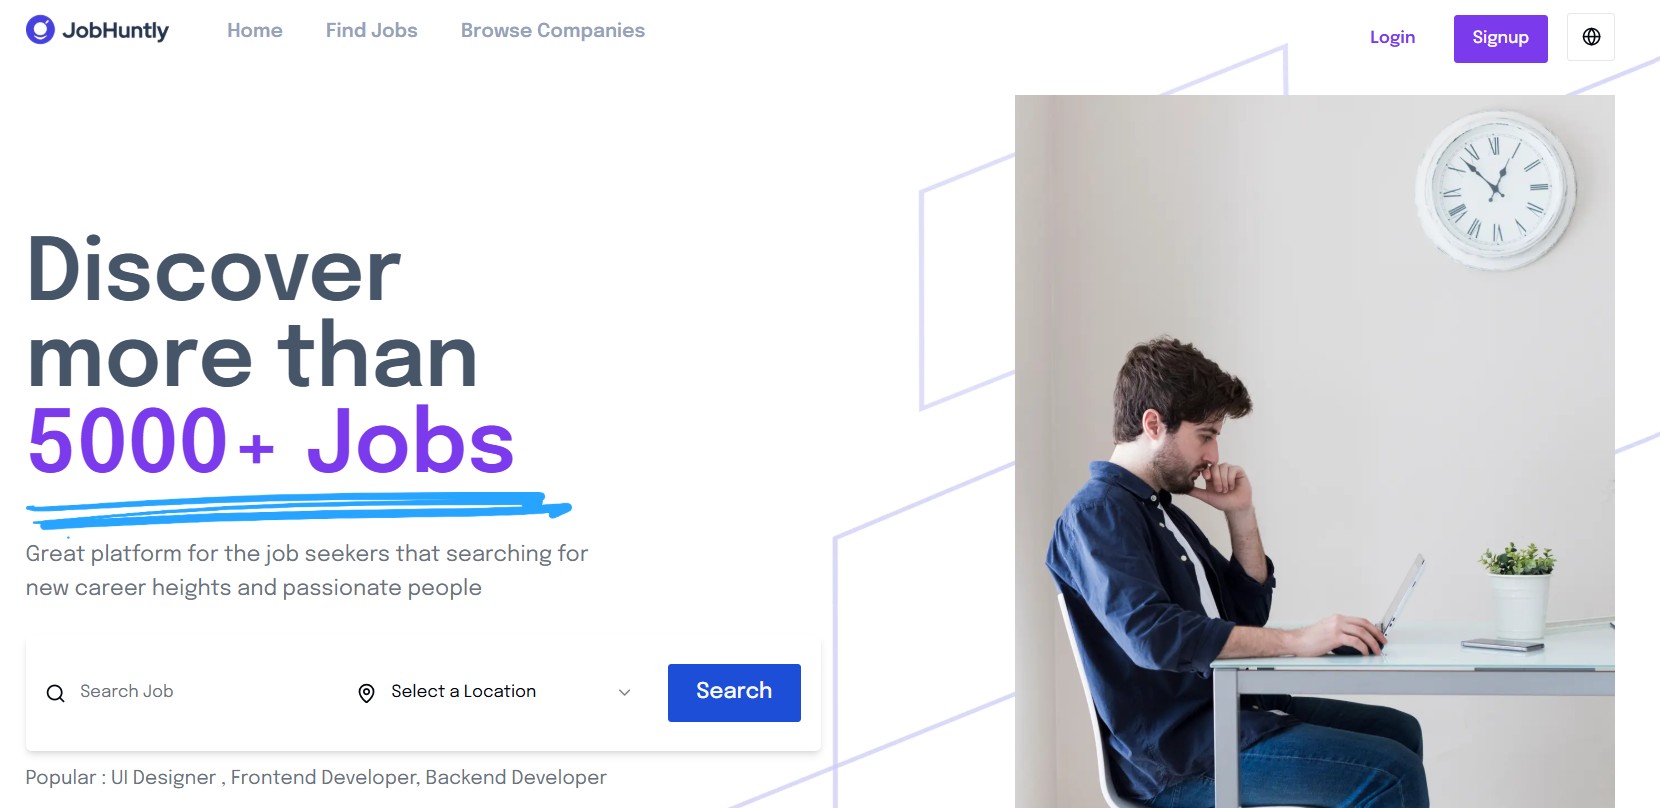 JobHuntly
Home
Find Jobs
Browse Companies
Login
Signup
Discover
more than
5000+ Jobs
Great platform for the job seekers that searching for
new career heights and passionate people
Search Job
Select a Location
Search
Popular : UI Designer , Frontend Developer, Backend Developer